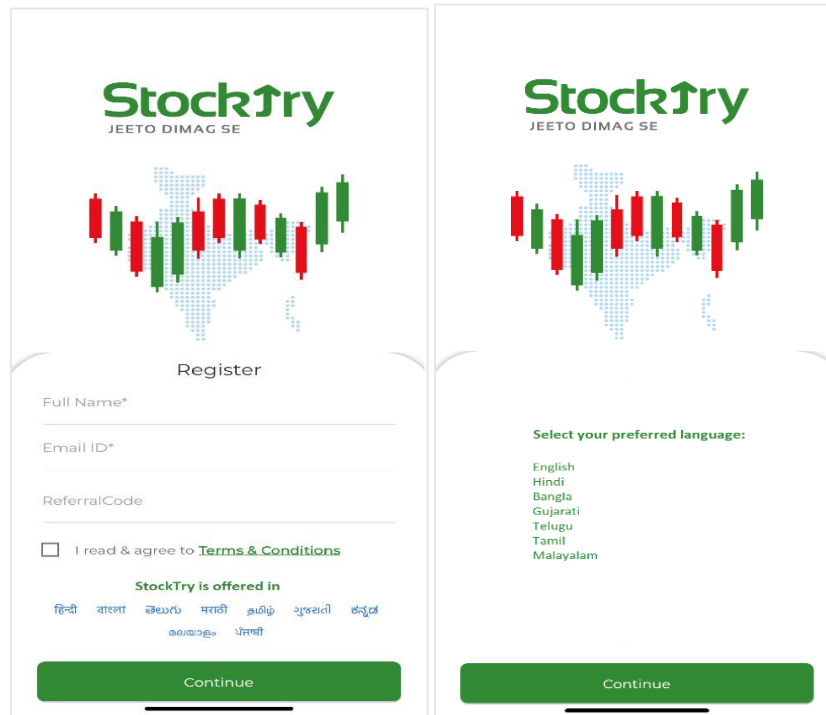 StockTry
JEETO DIMAG SE
Register
Full Name*
Email ID*
ReferralCode
I read & agree to Terms & Conditions
StockTry is offered in
हिन्दी বাংলা తెలుగు मराठी தமிழ் ગુજરાતી ಕನ್ನಡ
മലയാളം ਪੰਜਾਬੀ
Continue
StockTry
JEETO DIMAG SE
Select your preferred language:
English
Hindi
Bangla
Gujarati
Telugu
Tamil
Malayalam
Continue